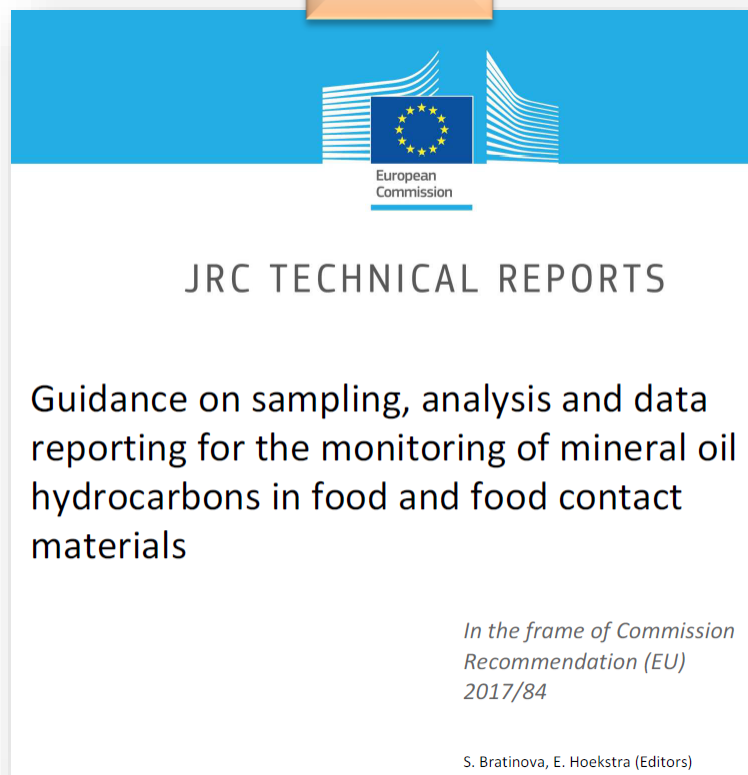 European
Commission
JRC TECHNICAL REPORTS
Guidance on sampling, analysis and data
reporting for the monitoring of mineral oil
hydrocarbons in food and food contact
materials
In the frame of Commission
Recommendation (EU)
2017/84
S. Bratinova, E. Hoekstra (Editors)